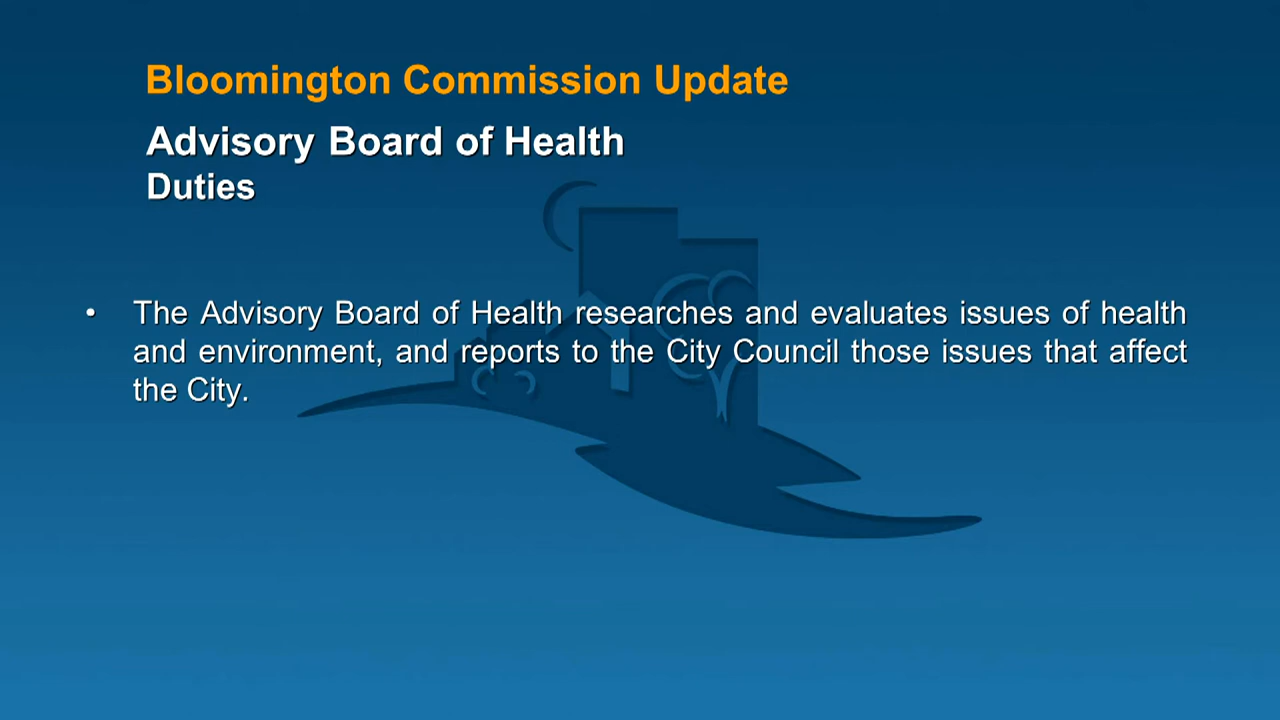 Bloomington Commission Update
Advisory Board of Health
Duties
• The Advisory Board of Health researches and evaluates issues of health
and environment, and reports to the City Council those issues that affect
the City.